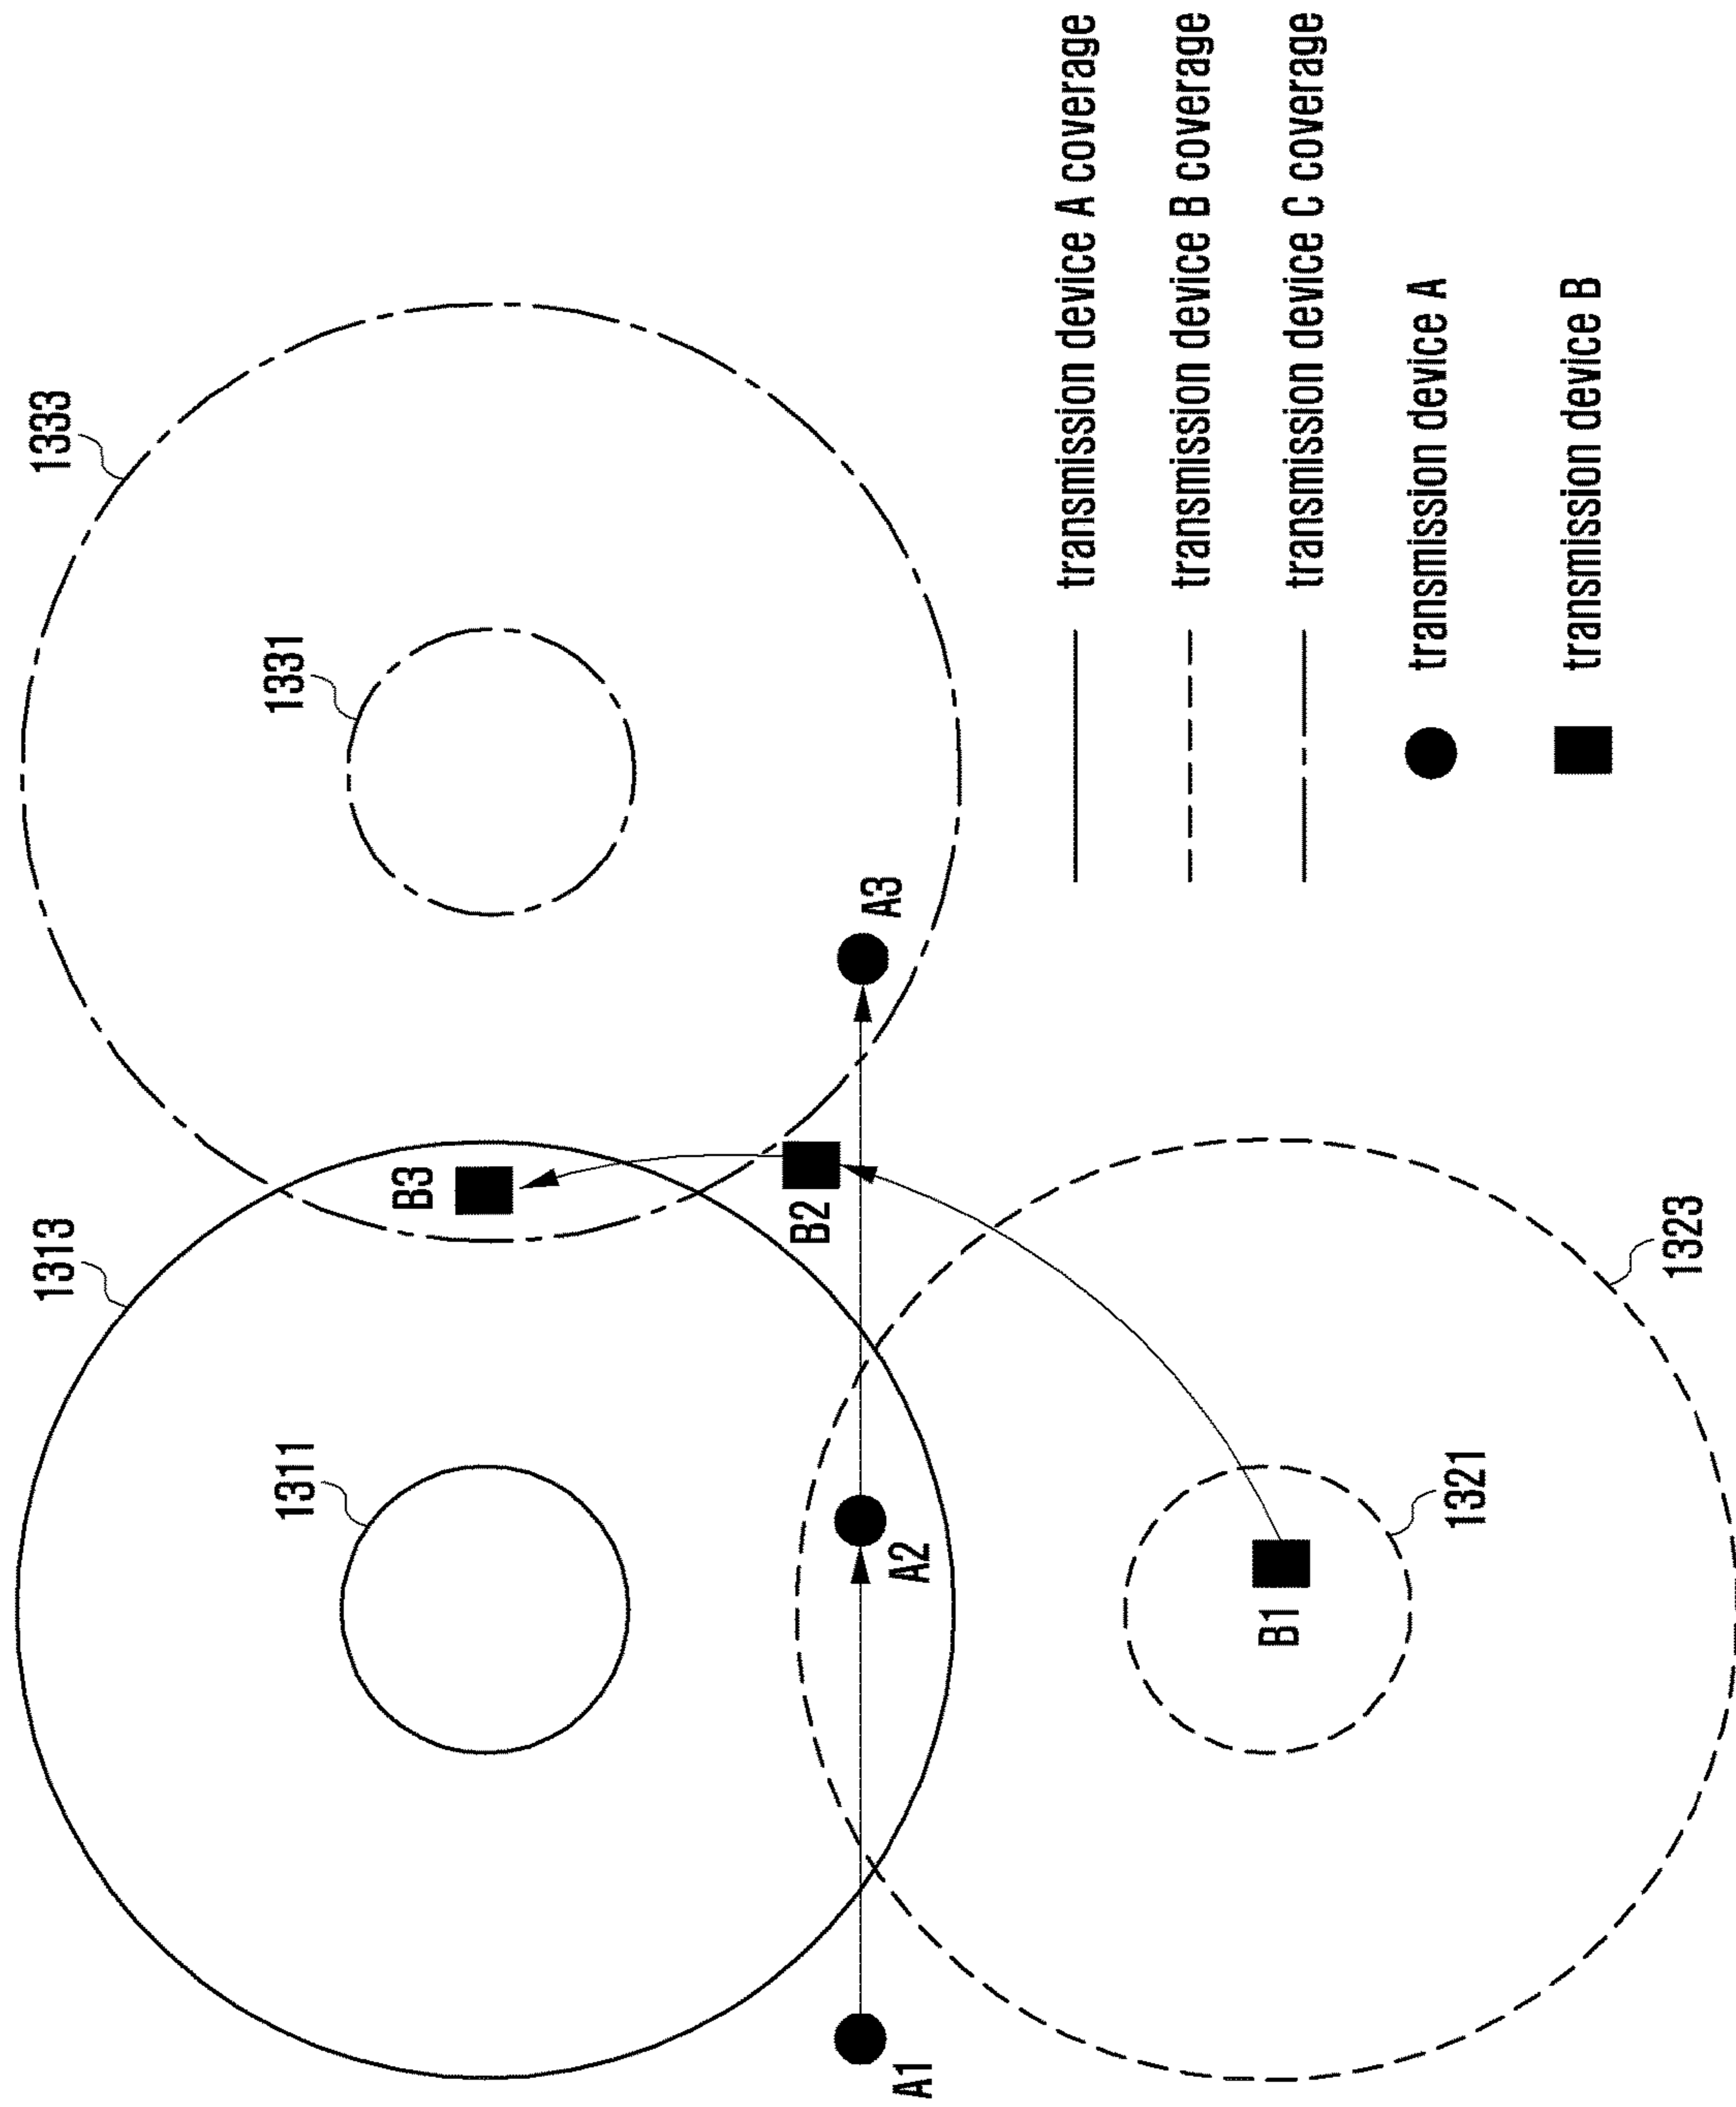 1313
1333
1311
1331
B3
B2
A3
A1
A2
B1
1321
1323
transmission device A coverage
transmission device B coverage
transmission device C coverage
transmission device A
transmission device B